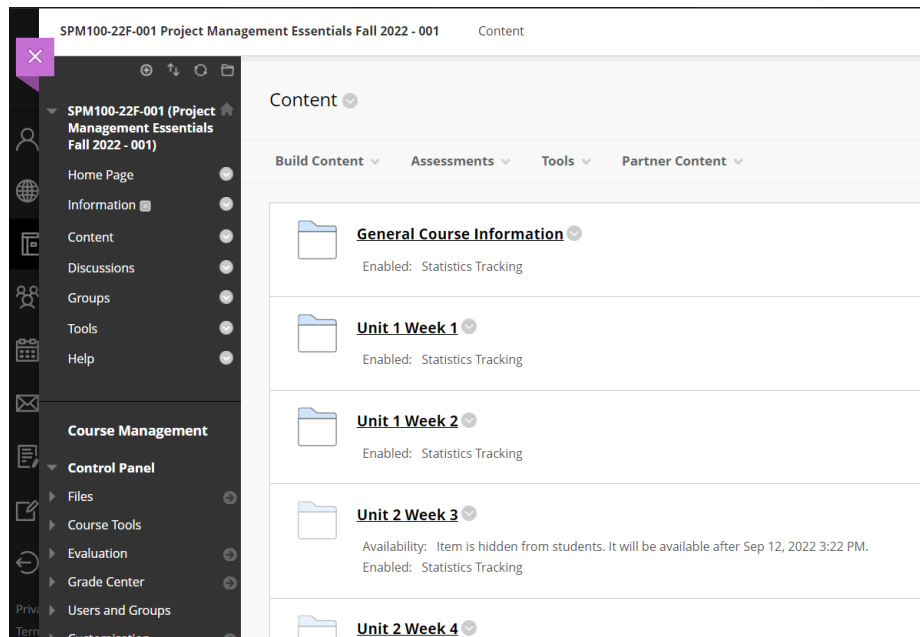 SPM100-22F-001 Project Management Essentials Fall 2022 - 001 Content
SPM100-22F-001 (Project
Management Essentials
Fall 2022 - 001)
Home Page
Information
Content
Discussions
Groups
Tools
Help
Course Management
Control Panel
Files
Course Tools
Evaluation
Grade Center
Users and Groups
Content
Build Content Assessments Tools Partner Content
General Course Information
Enabled: Statistics Tracking
Unit 1 Week 1
Enabled: Statistics Tracking
Unit 1 Week 2
Enabled: Statistics Tracking
Unit 2 Week 3
Availability: Item is hidden from students. It will be available after Sep 12, 2022 3:22 PM.
Enabled: Statistics Tracking
Unit 2 Week 4